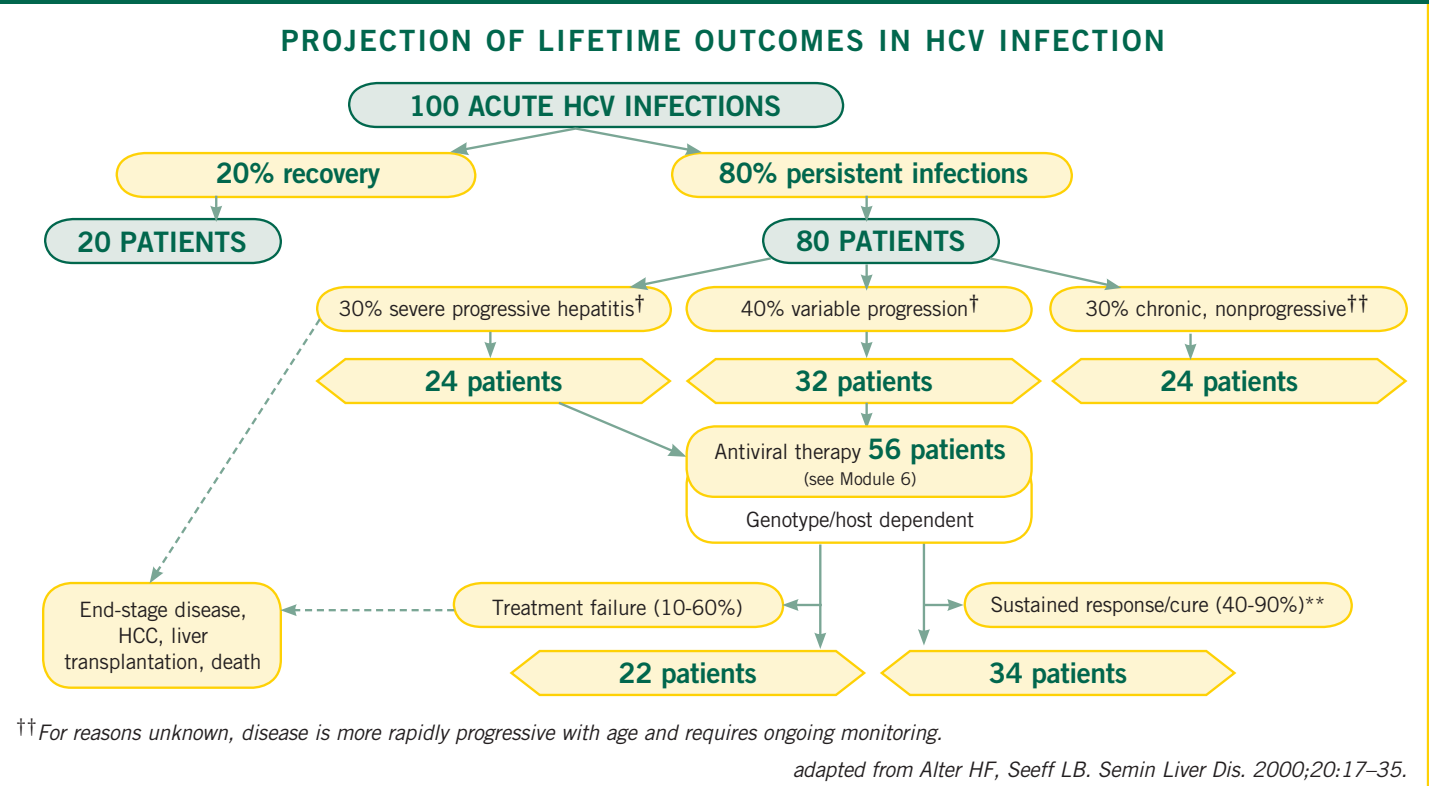 PROJECTION OF LIFETIME OUTCOMES IN HCV INFECTION
100 ACUTE HCV INFECTIONS
20% recovery
80% persistent infections
20 PATIENTS
80 PATIENTS
30% severe progressive hepatitis†
40% variable progression†
30% chronic, nonprogressive††
24 patients
32 patients
24 patients
Antiviral therapy 56 patients
(see Module 6)
Genotype/host dependent
End-stage disease,
HCC, liver
transplantation, death
Treatment failure (10-60%)
Sustained response/cure (40-90%)**
22 patients
34 patients
††For reasons unknown, disease is more rapidly progressive with age and requires ongoing monitoring.
adapted from Alter HF, Seeff LB. Semin Liver Dis. 2000;20:17–35.